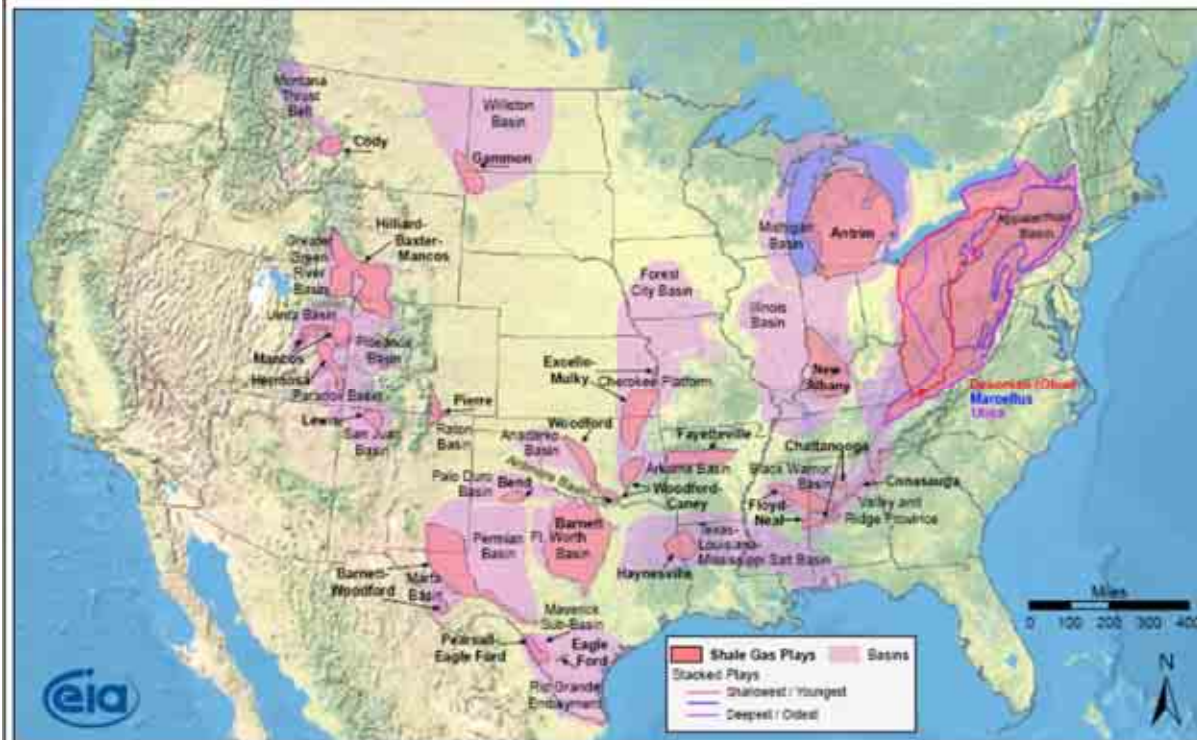 Montana
Thrust
Belt
Cody
Williston
Basin
Gammon
Hilliard-
Baxter-
Mancos
Greater
Green
River
Basin
Uinta Basin
Piceance
Basin
Mancos
Hermosa
Paradox Basin
Lewis
San Juan
Basin
Pierre
Raton
Basin
Forest
City Basin
Excello-
Mulky
Cherokee Platform
Michigan
Basin
Antrim
Illinois
Basin
New
Albany
Appalachian
Basin
Devonian (Ohio)
Marcellus
Utica
Woodford
Anadarko
Basin
Palo Duro
Basin
Bend
Ardmore Basin
Fayetteville
Arkoma Basin
Woodford-
Caney
Chattanooga
Black Warrior
Basin
Conasauga
Floyd-
Neal
Valley and
Ridge Province
Permian
Basin
Barnett
Ft. Worth
Basin
Texas-
Louisiana-
Mississippi Salt Basin
Haynesville
Barnett-
Woodford
Marfa
Basin
Maverick
Sub-Basin
Pearsall-
Eagle Ford
Eagle
Ford
Rio Grande
Embayment
Miles
0 100 200 300 400
N
Shale Gas Plays
Basins
Stacked Plays
Shallowest / Youngest
Deepest / Oldest
eia